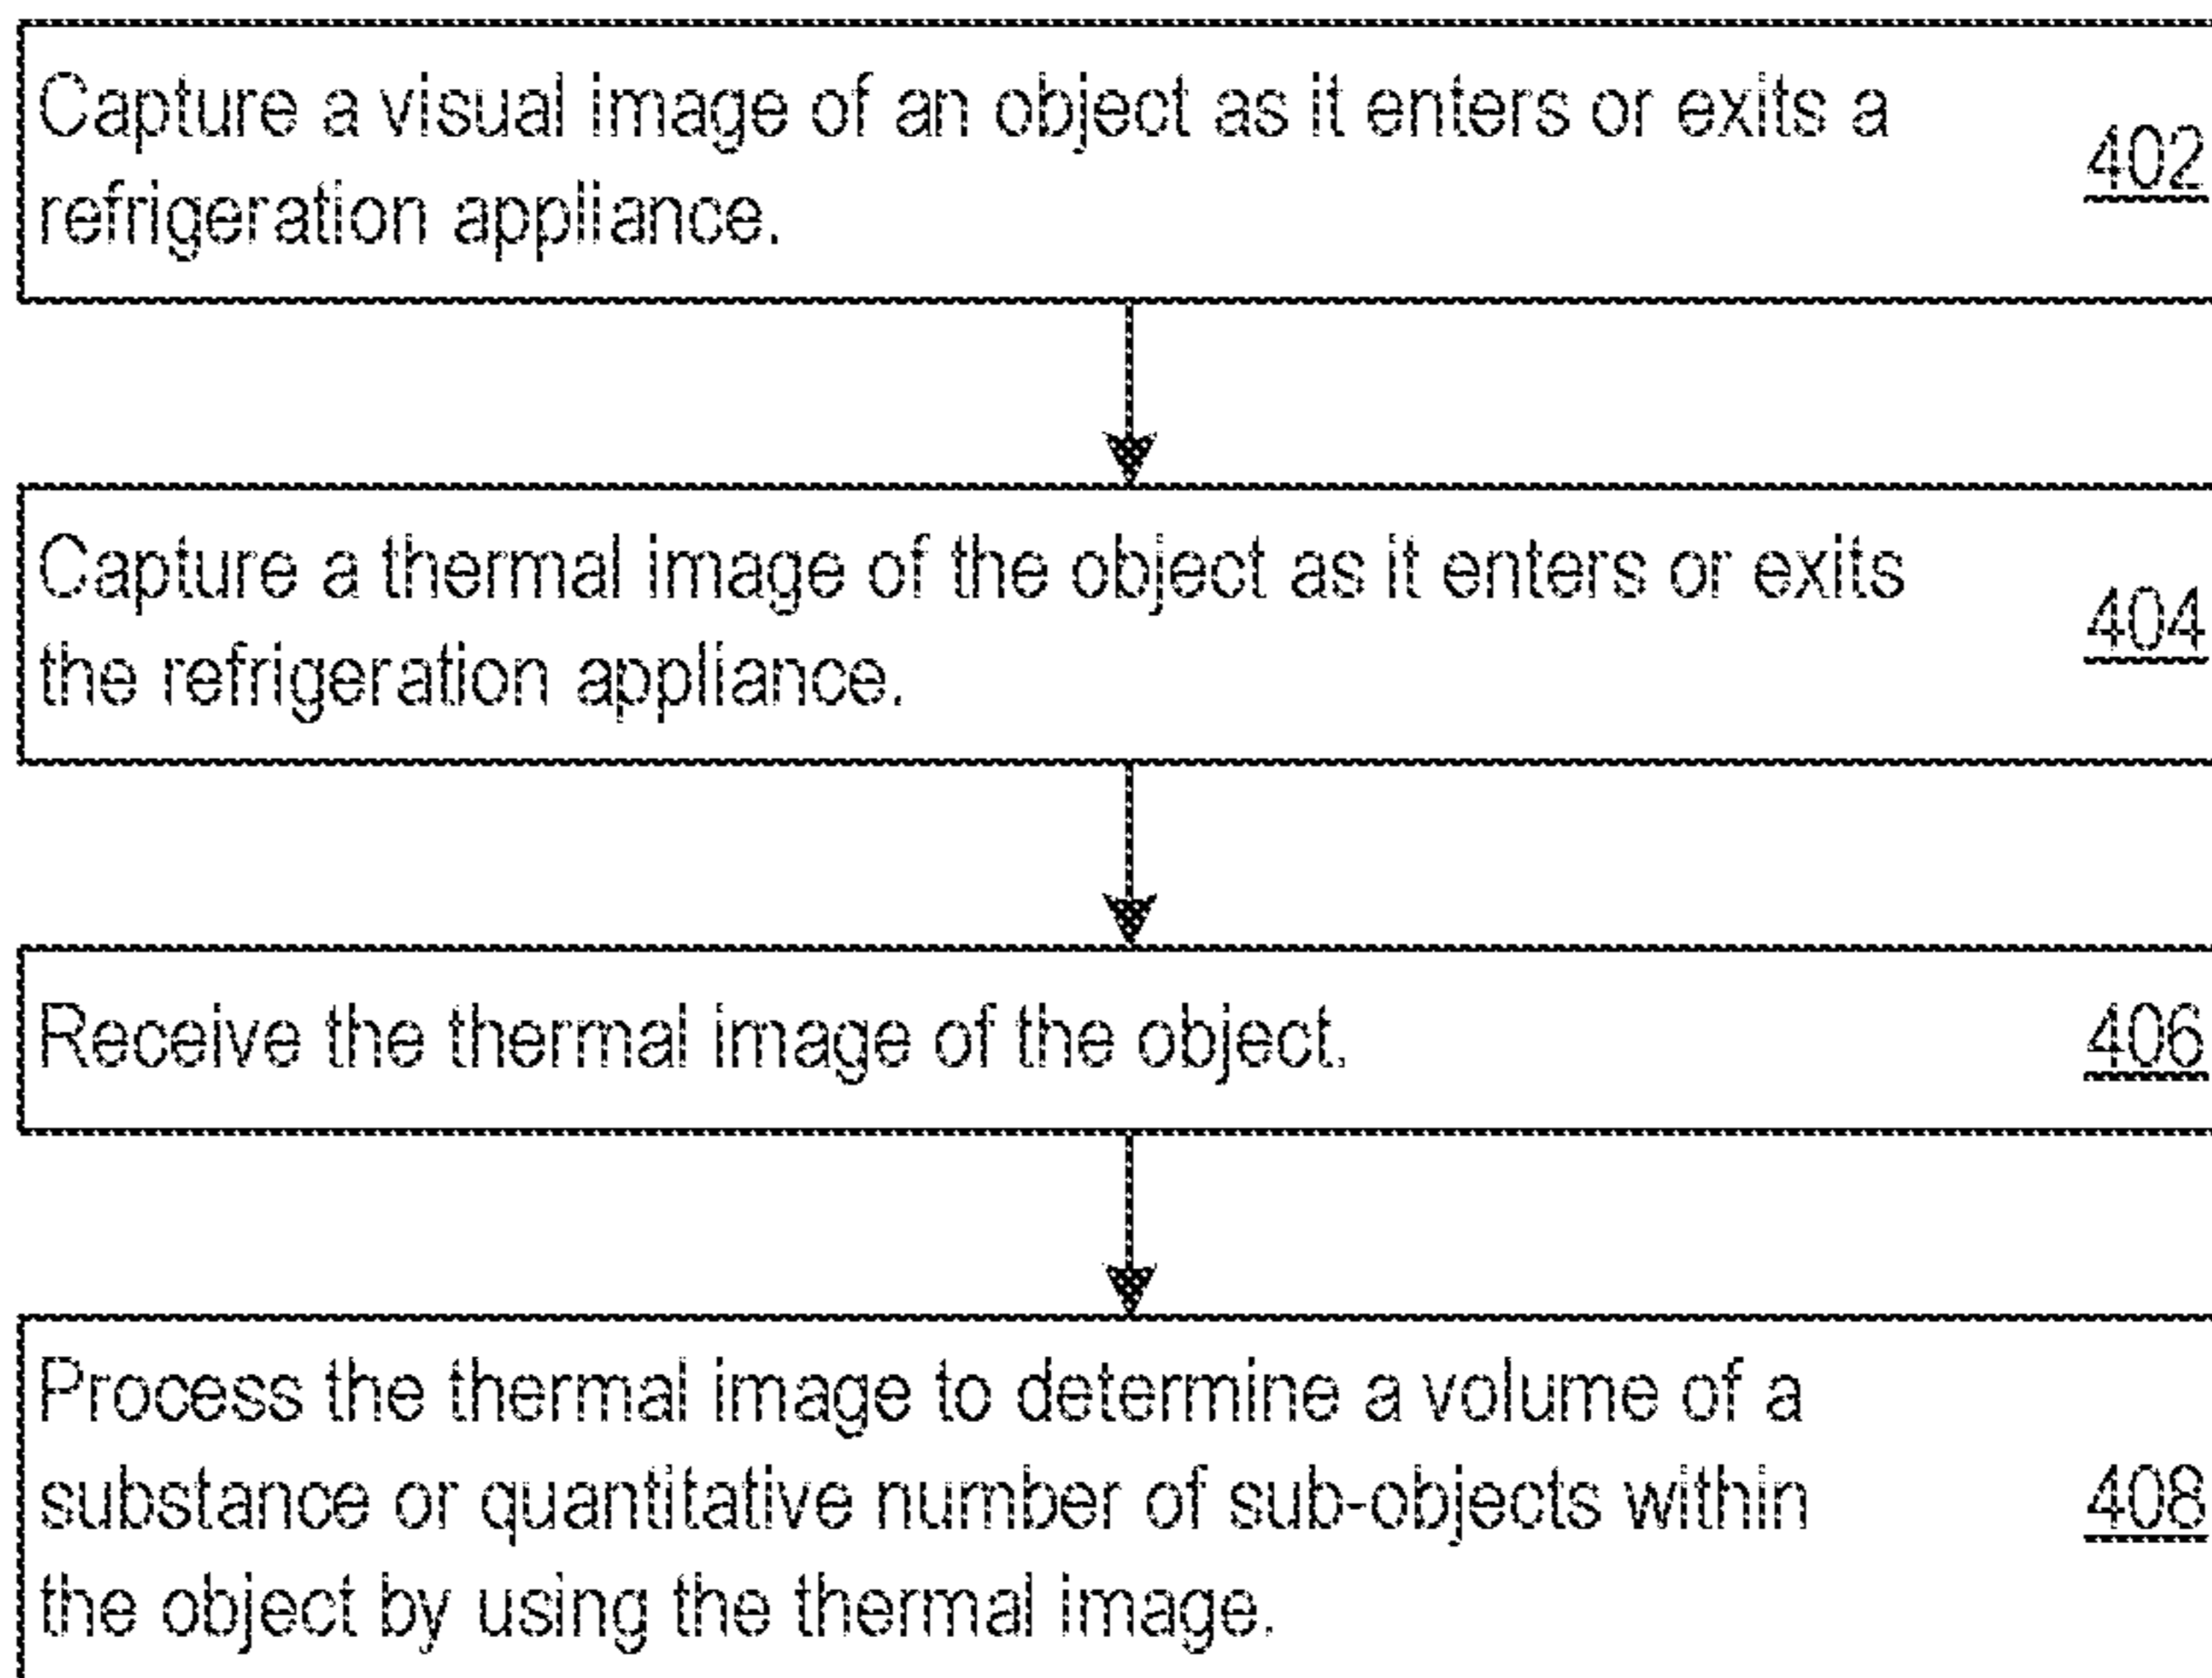 Capture a visual image of an object as it enters or exits a
refrigeration appliance.
402
Capture a thermal image of the object as it enters or exits
the refrigeration appliance.
404
Receive the thermal image of the object.
406
Process the thermal image to determine a volume of a
substance or quantitative number of sub-objects within
the object by using the thermal image.
408